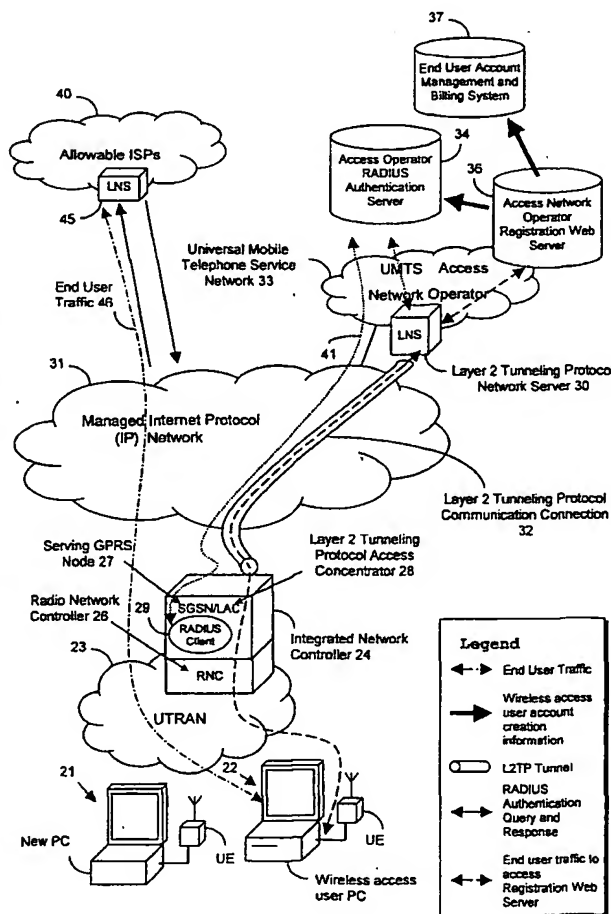 37
End User Account
Management and
Billing System
40
Allowable ISPs
LNS
45
34
Access Operator
RADIUS
Authentication
Server
36
Access Network
Operator
Registration Web
Server
Universal Mobile
Telephone Service
Network 33
UMTS Access
Network Operator
End User
Traffic 46
LNS
Layer 2 Tunneling Protocol
Network Server 30
31
41
Managed Internet Protocol
(IP) Network
Layer 2 Tunneling Protocol
Communication Connection
32
Serving GPRS
Node 27
Layer 2 Tunneling
Protocol Access
Concentrator 28
Radio Network
Controller 26
29
SGSN/LAC
RADIUS
Client
Integrated Network
Controller 24
23
RNC
UTRAN
21
22
New PC
UE
UE
Wireless access
user PC
Legend
End User Traffic
Wireless access
user account
creation
information
L2TP Tunnel
RADIUS
Authentication
Query and
Response
End user traffic to
access
Registration Web
Server